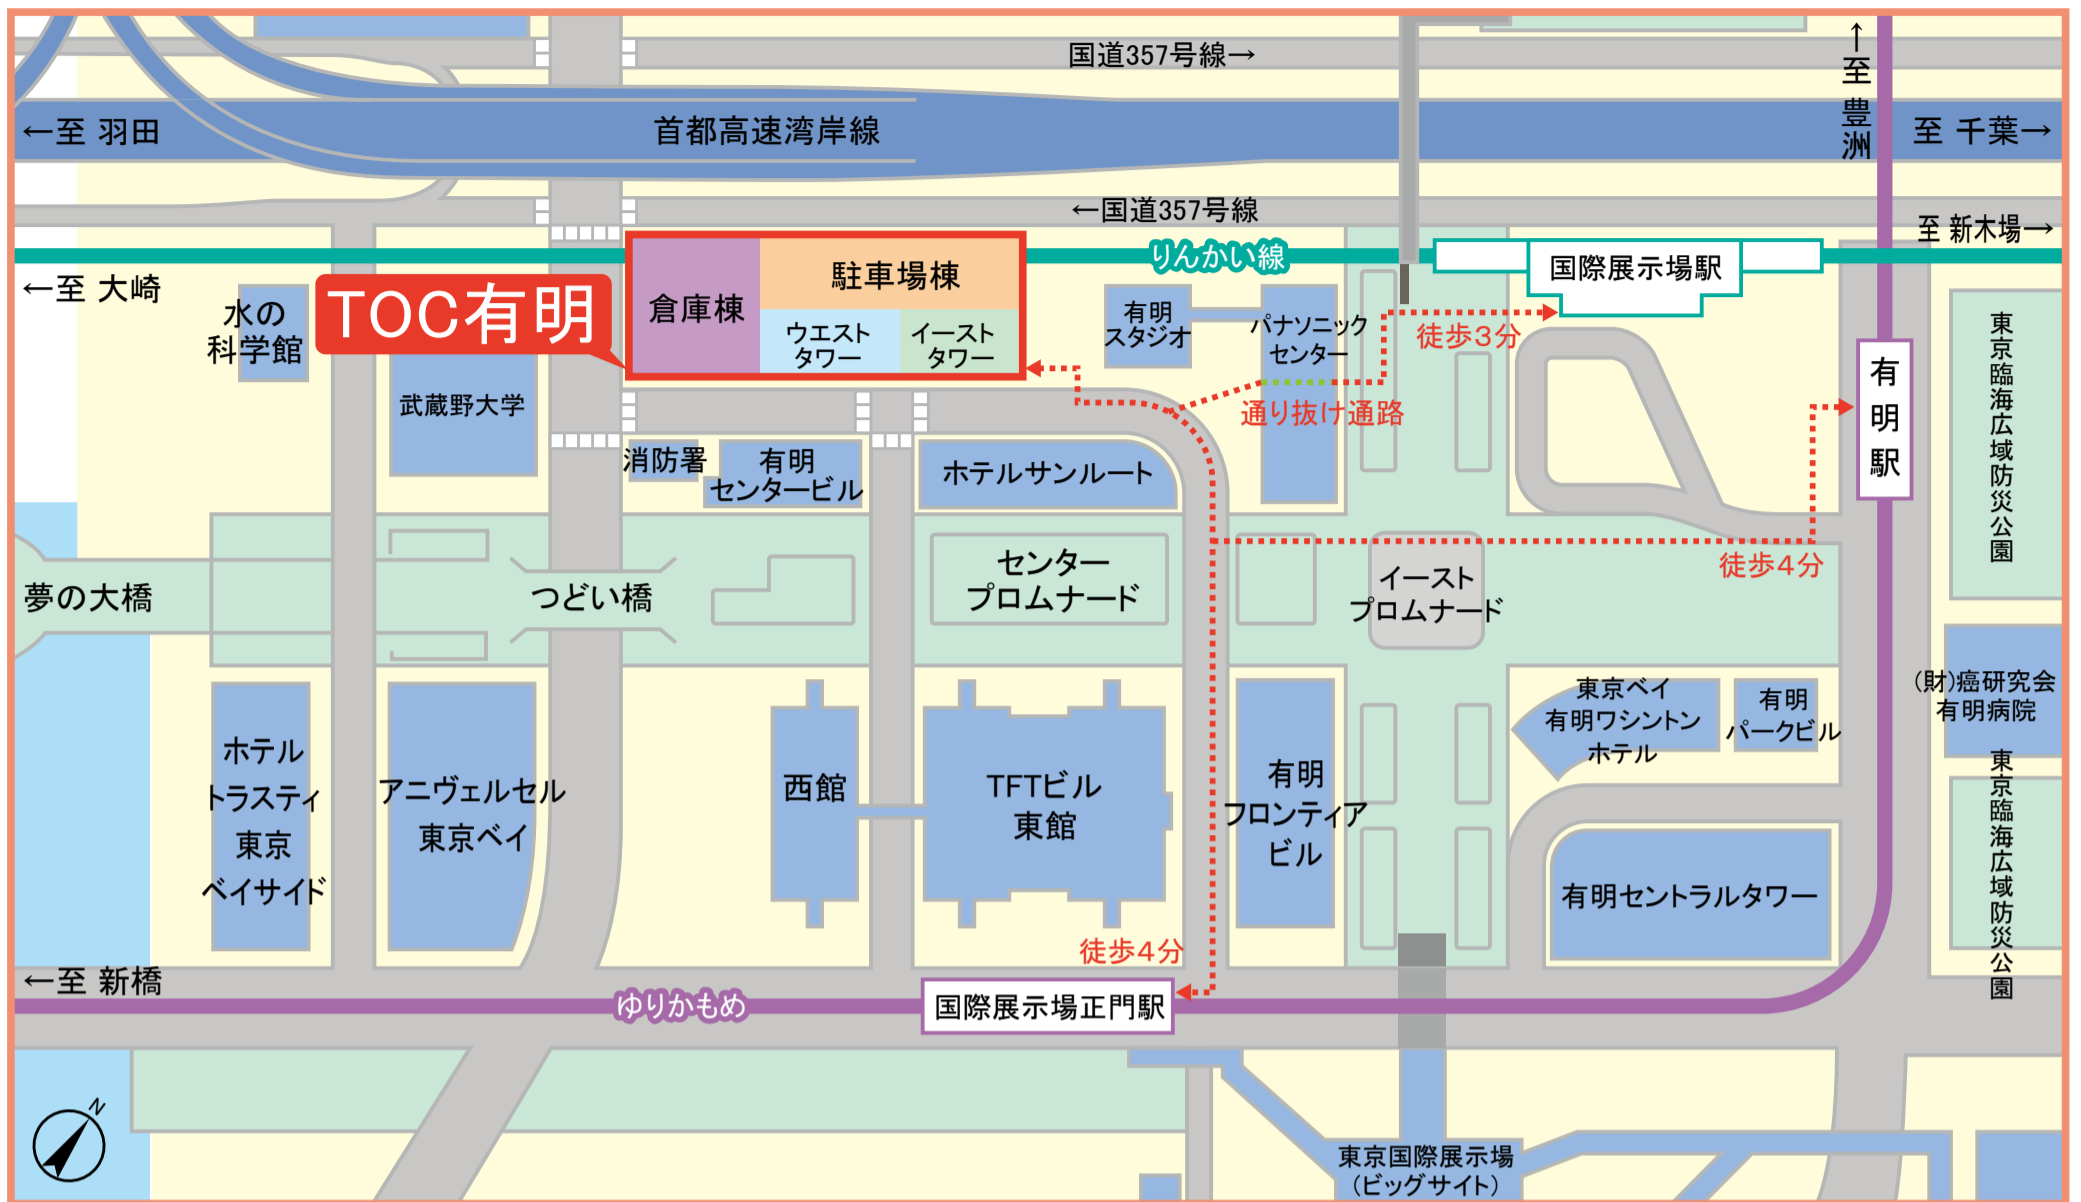 国道357号線→
↑至 豊洲
←至 羽田
首都高速湾岸線
至 千葉→
←国道357号線
至 新木場→
りんかい線
←至 大崎
国際展示場駅
水の
科学館
TOC有明
倉庫棟
駐車場棟
ウエスト
タワー
イースト
タワー
有明
スタジオ
パナソニック
センター
徒歩3分
通り抜け通路
有明駅
東京臨海広域防災公園
武蔵野大学
消防署
有明
センタービル
ホテルサンルート
夢の大橋
つどい橋
センター
プロムナード
イースト
プロムナード
徒歩4分
ホテル
トラスティ
東京
ベイサイド
アニヴェルセル
東京ベイ
西館
TFTビル
東館
有明
フロンティア
ビル
東京ベイ
有明ワシントン
ホテル
有明
パークビル
(財)癌研究会
有明病院
東京臨海広域防災公園
有明セントラルタワー
徒歩4分
←至 新橋
ゆりかもめ
国際展示場正門駅
N
東京国際展示場
(ビッグサイト)